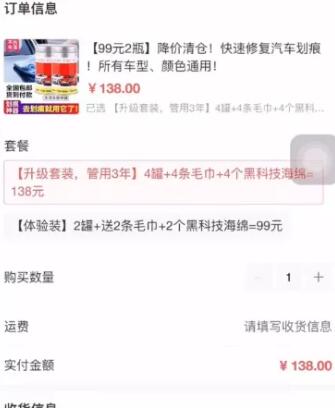 订单信息
【99元2瓶】降价清仓！快速修复汽车划痕
！所有车型、颜色通用！
全国包邮
货到付款
划痕神器
去划痕就用它了！
¥ 138.00
已选 【升级套装，管用3年】4罐+4条毛巾+4个黑科...
套餐
【升级套装，管用3年】4罐+4条毛巾+4个黑科技海绵=
138元
【体验装】2罐+送2条毛巾+2个黑科技海绵=99元
购买数量
− 1 +
运费
请填写收货信息
实付金额
¥ 138.00
收货信息